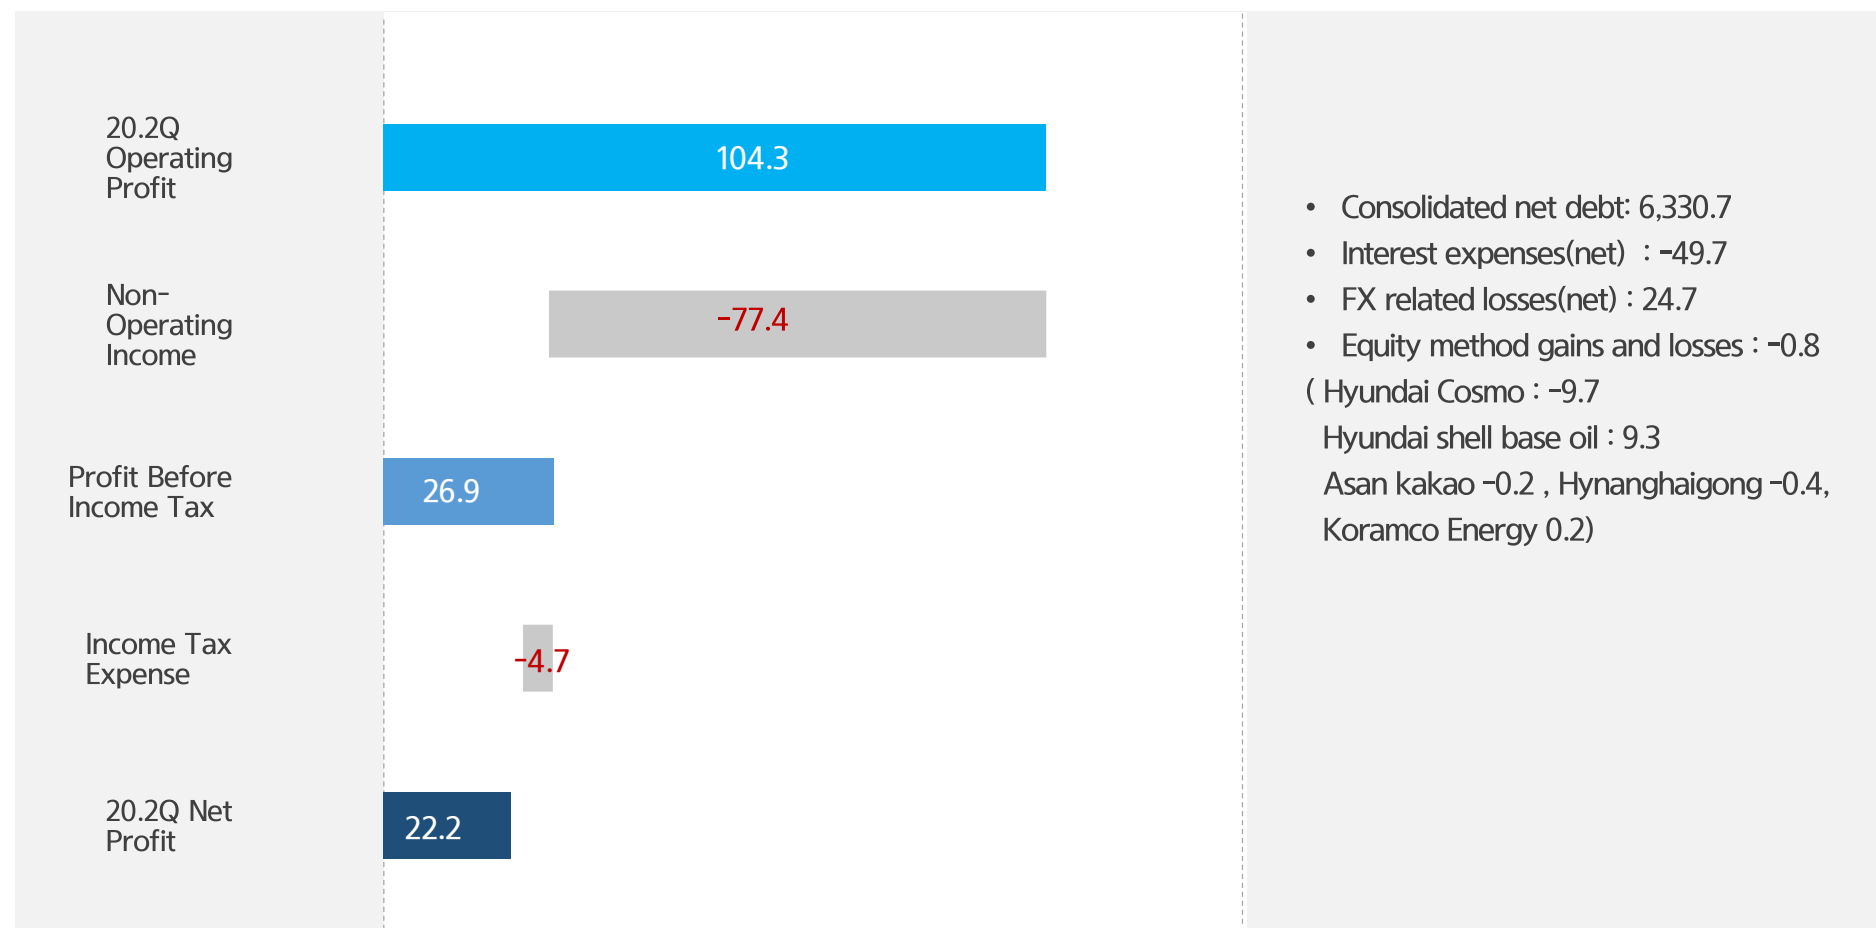 20.2Q
Operating
Profit
104.3
Non-
Operating
Income
-77.4
Profit Before
Income Tax
26.9
Income Tax
Expense
-4.7
20.2Q Net
Profit
22.2
• Consolidated net debt: 6,330.7
• Interest expenses(net) : -49.7
• FX related losses(net) : 24.7
• Equity method gains and losses : -0.8
( Hyundai Cosmo : -9.7
Hyundai shell base oil : 9.3
Asan kakao -0.2 , Hynanghaigong -0.4,
Koramco Energy 0.2)